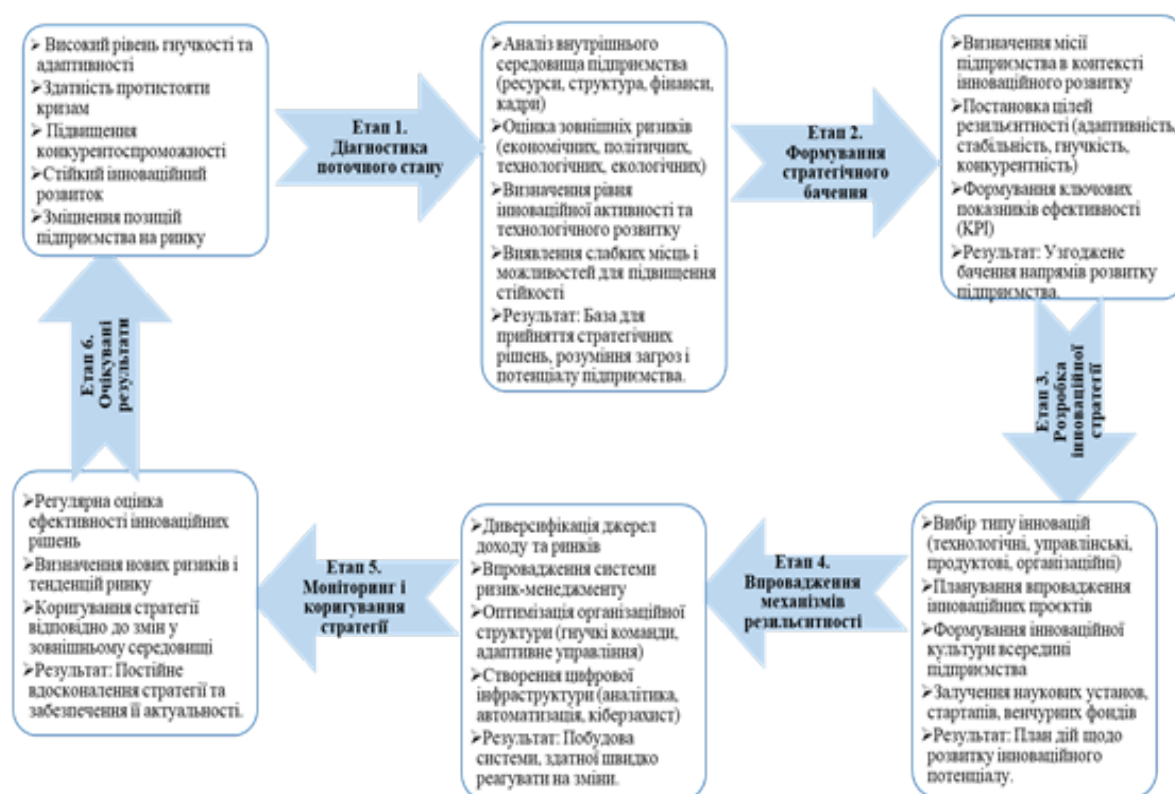 ➢ Високий рівень гнучкості та
адаптивності
➢Здатність протистояти
кризам
➢ Підвищення
конкурентоспроможності
➢Стійкий інноваційний
розвиток
➢Зміцнення позицій
підприємства на ринку
Етап 1.
Діагностика
поточного стану
➢Аналіз внутрішнього
середовища підприємства
(ресурси, структура, фінанси,
кадри)
➢Оцінка зовнішніх ризиків
(економічних, політичних,
технологічних, екологічних)
➢Визначення рівня
інноваційної активності та
технологічного розвитку
➢Виявлення слабких місць і
можливостей для підвищення
стійкості
➢Результат: База для
прийняття стратегічних
рішень, розуміння загроз і
потенціалу підприємства.
Етап 2.
Формування
стратегічного
бачення
➢Визначення місії
підприємства в контексті
інноваційного розвитку
➢Постановка цілей
резильєнтності (адаптивність,
стабільність, гнучкість,
конкурентність)
➢Формування ключових
показників ефективності
(KPI)
➢Результат: Узгоджене
бачення напрямів розвитку
підприємства.
Етап 3.
Розробка
інноваційної
стратегії
➢Вибір типу інновацій
(технологічні, управлінські,
продуктові, організаційні)
➢Планування впровадження
інноваційних проєктів
➢Формування інноваційної
культури всередині
підприємства
➢Залучення наукових установ,
стартапів, венчурних фондів
➢Результат: План дій щодо
розвитку інноваційного
потенціалу.
Етап 4.
Впровадження
механізмів
резильєнтності
➢Диверсифікація джерел
доходу та ринків
➢Впровадження системи
ризик-менеджменту
➢Оптимізація організаційної
структури (гнучкі команди,
адаптивне управління)
➢Створення цифрової
інфраструктури (аналітика,
автоматизація, кіберзахист)
➢Результат: Побудова
системи, здатної швидко
реагувати на зміни.
Етап 5.
Моніторинг і
коригування
стратегії
➢Регулярна оцінка
ефективності інноваційних
рішень
➢Визначення нових ризиків і
тенденцій ринку
➢Коригування стратегії
відповідно до змін у
зовнішньому середовищі
➢Результат: Постійне
вдосконалення стратегії та
забезпечення її актуальності.
Етап 6.
Очікувані
результати